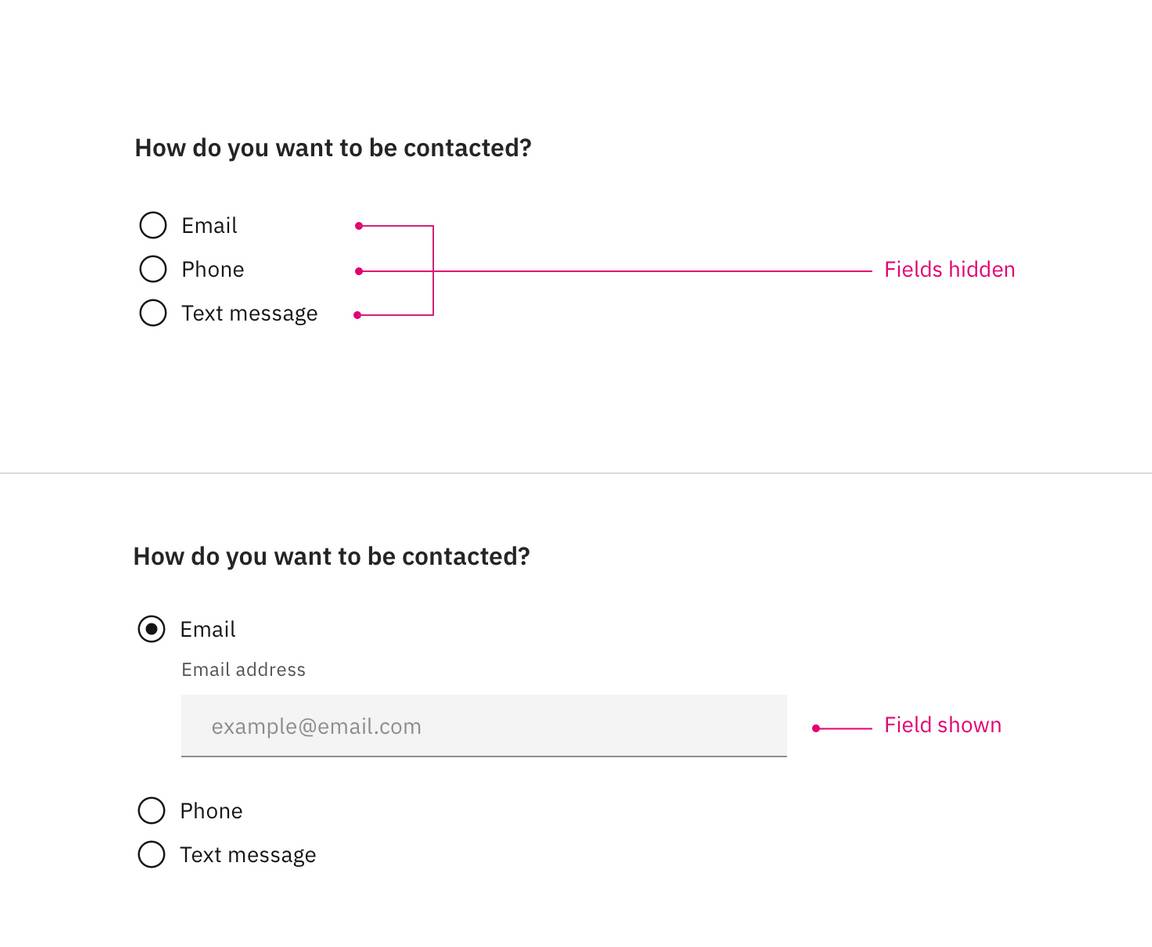 How do you want to be contacted?
Email
Phone
Fields hidden
Text message
How do you want to be contacted?
Email
Email address
example@email.com
Field shown
Phone
Text message